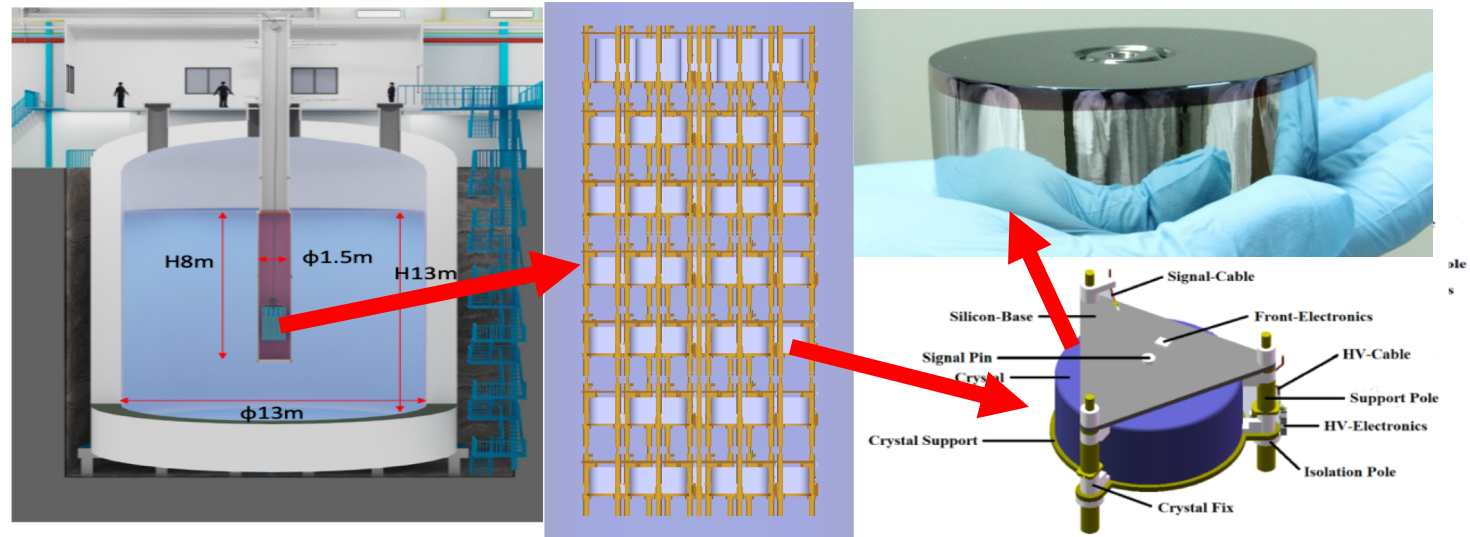 H8m
ϕ1.5m
H13m
ϕ13m
Signal-Cable
Silicon-Base
Front-Electronics
Signal Pin
HV-Cable
Crystal
Support Pole
HV-Electronics
Crystal Support
Isolation Pole
Crystal Fix
ole
s